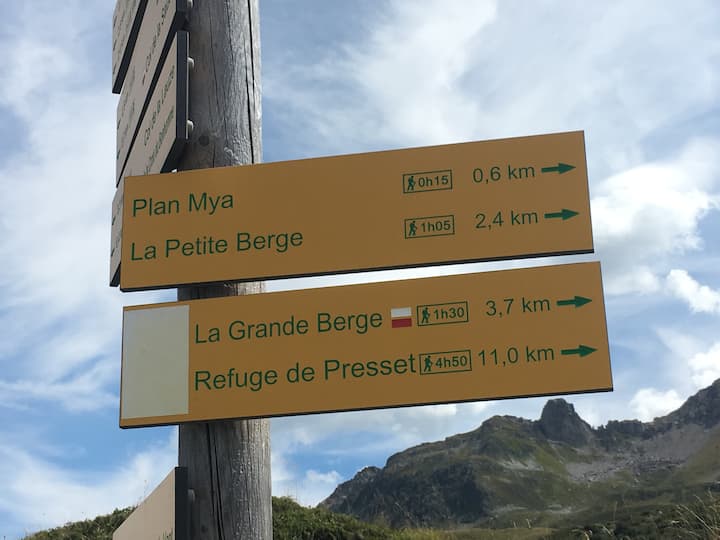 Plan Mya 0h15 0,6 km
La Petite Berge 1h05 2,4 km
La Grande Berge 1h30 3,7 km
Refuge de Presset 4h50 11,0 km